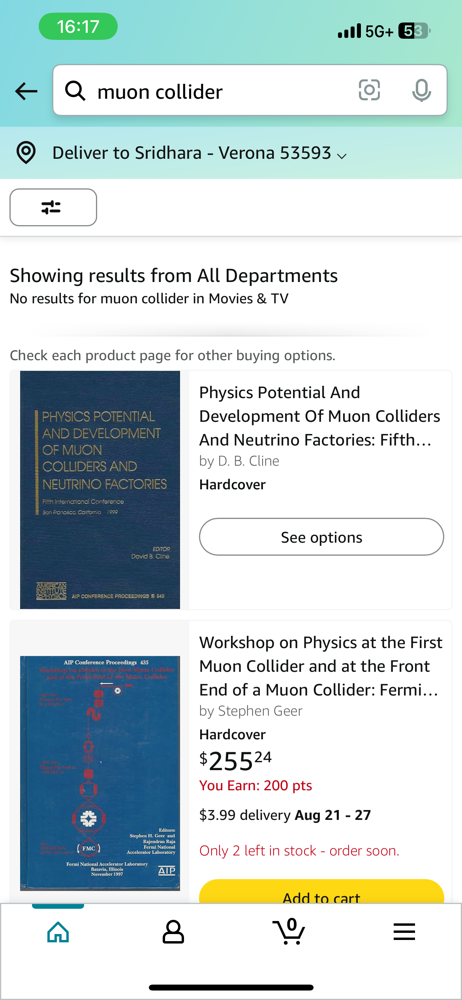 16:17
5G+ 53
muon collider
Deliver to Sridhara - Verona 53593
Showing results from All Departments
No results for muon collider in Movies & TV
Check each product page for other buying options.
PHYSICS POTENTIAL
AND DEVELOPMENT
OF MUON
COLLIDERS AND
NEUTRINO FACTORIES
Fifth International Conference
San Francisco, California 1999
EDITOR
David B. Cline
AMERICAN
INSTITUTE
OF PHYSICS
AIP CONFERENCE PROCEEDINGS 542
Physics Potential And
Development Of Muon Colliders
And Neutrino Factories: Fifth...
by D. B. Cline
Hardcover
See options
AIP Conference Proceedings 435
Workshop on Physics at the First Muon Collider
and at the Front End of the Muon Collider
FMC
Editors:
Stephen H. Geer and
Rajendran Raja
Fermi National
Accelerator Laboratory
Fermi National Accelerator Laboratory
Batavia, Illinois
November 1997
AIP
Workshop on Physics at the First
Muon Collider and at the Front
End of a Muon Collider: Fermi...
by Stephen Geer
Hardcover
$25524
You Earn: 200 pts
$3.99 delivery Aug 21 - 27
Only 2 left in stock - order soon.
Add to cart
0